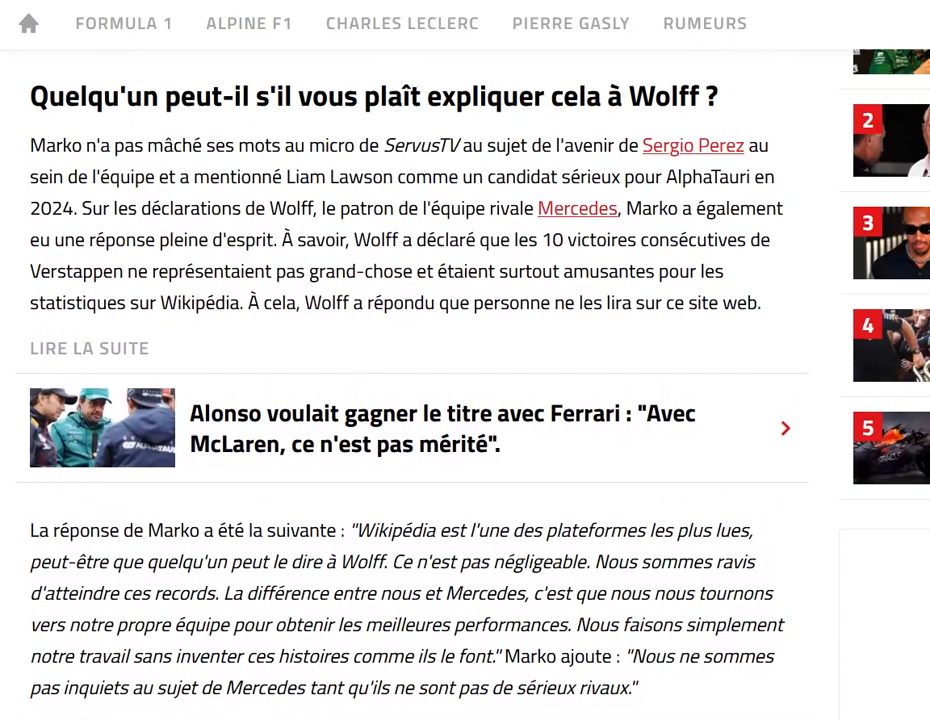 FORMULA 1 ALPINE F1 CHARLES LECLERC PIERRE GASLY RUMEURS
Quelqu'un peut-il s'il vous plaît expliquer cela à Wolff ?
Marko n'a pas mâché ses mots au micro de ServusTV au sujet de l'avenir de Sergio Perez au
sein de l'équipe et a mentionné Liam Lawson comme un candidat sérieux pour AlphaTauri en
2024. Sur les déclarations de Wolff, le patron de l'équipe rivale Mercedes, Marko a également
eu une réponse pleine d'esprit. À savoir, Wolff a déclaré que les 10 victoires consécutives de
Verstappen ne représentaient pas grand-chose et étaient surtout amusantes pour les
statistiques sur Wikipédia. À cela, Wolff a répondu que personne ne les lira sur ce site web.
LIRE LA SUITE
Alonso voulait gagner le titre avec Ferrari : "Avec
McLaren, ce n'est pas mérité".
La réponse de Marko a été la suivante : "Wikipédia est l'une des plateformes les plus lues,
peut-être que quelqu'un peut le dire à Wolff. Ce n'est pas négligeable. Nous sommes ravis
d'atteindre ces records. La différence entre nous et Mercedes, c'est que nous nous tournons
vers notre propre équipe pour obtenir les meilleures performances. Nous faisons simplement
notre travail sans inventer ces histoires comme ils le font." Marko ajoute : "Nous ne sommes
pas inquiets au sujet de Mercedes tant qu'ils ne sont pas de sérieux rivaux."
2
3
4
5